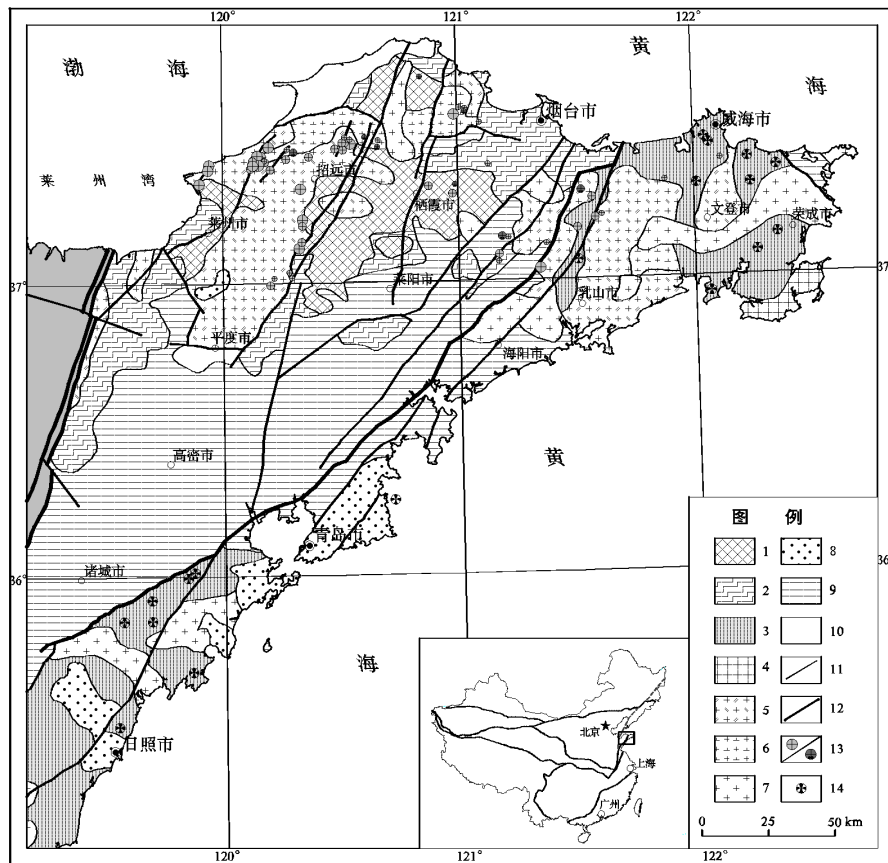 120° 121° 122°
渤 海
黄
海
莱 州 湾
烟台市
威海市
招远市
栖霞市
文登市
荣成市
莱州市
莱阳市
37°
37°
乳山市
平度市
海阳市
高密市
黄
青岛市
诸城市
36°
36°
海
日照市
北京
上海
广州
图 例
1 8
2 9
3 10
4 11
5 12
6 13
7 14
0 25 50 km
120° 121° 122°